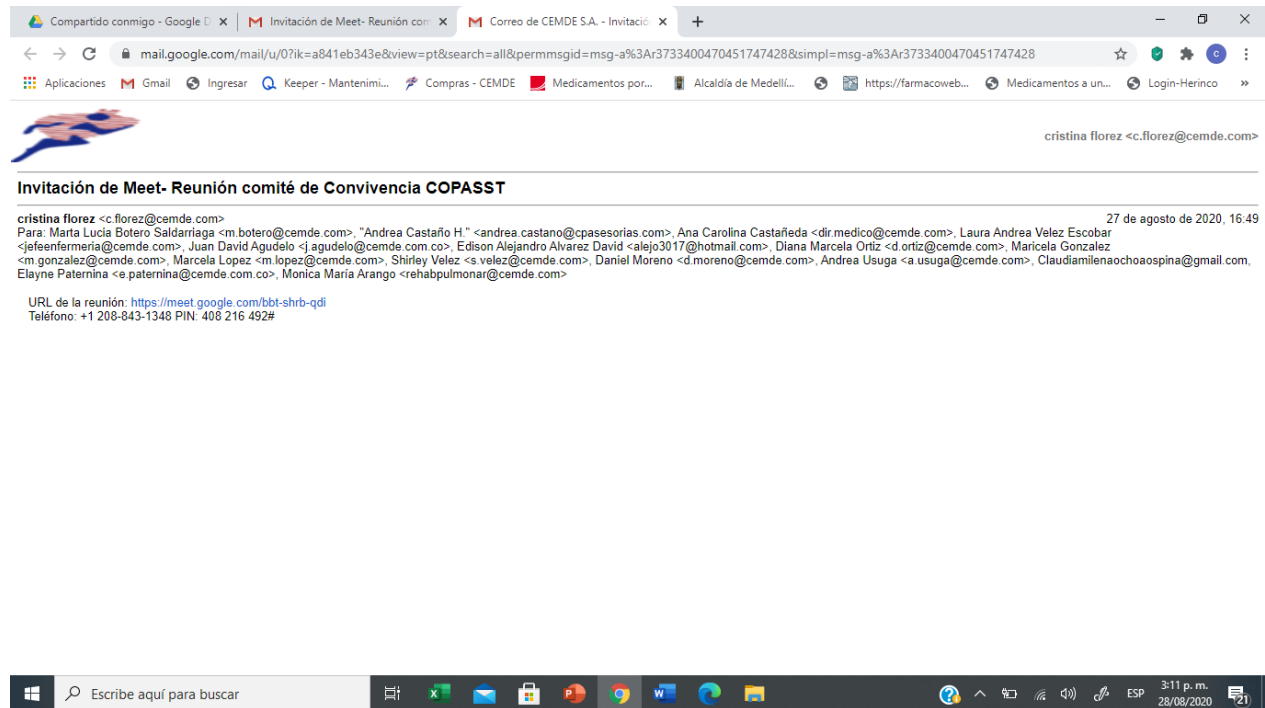 Compartido conmigo - Google D
Invitación de Meet- Reunión com
Correo de CEMDE S.A. - Invitació
mail.google.com/mail/u/0?ik=a841eb343e&view=pt&search=all&permmsgid=msg-a%3Ar3733400470451747428&simpl=msg-a%3Ar3733400470451747428
Aplicaciones Gmail Ingresar Keeper - Mantenimi... Compras - CEMDE Medicamentos por... Alcaldía de Medellí... https://farmacoweb... Medicamentos a un... Login-Herinco »
cristina florez <c.florez@cemde.com>
Invitación de Meet- Reunión comité de Convivencia COPASST
cristina florez <c.florez@cemde.com> 27 de agosto de 2020, 16:49
Para: Marta Lucia Botero Saldarriaga <m.botero@cemde.com>, "Andrea Castaño H." <andrea.castano@cpasesorias.com>, Ana Carolina Castañeda <dir.medico@cemde.com>, Laura Andrea Velez Escobar
<jefeenfermeria@cemde.com>, Juan David Agudelo <j.agudelo@cemde.com.co>, Edison Alejandro Alvarez David <alejo3017@hotmail.com>, Diana Marcela Ortiz <d.ortiz@cemde.com>, Maricela Gonzalez
<m.gonzalez@cemde.com>, Marcela Lopez <m.lopez@cemde.com>, Shirley Velez <s.velez@cemde.com>, Daniel Moreno <d.moreno@cemde.com>, Andrea Usuga <a.usuga@cemde.com>, Claudiamilenaochoaospina@gmail.com,
Elayne Paternina <e.paternina@cemde.com.co>, Monica María Arango <rehabpulmonar@cemde.com>
URL de la reunión: https://meet.google.com/bbt-shrb-qdi
Teléfono: +1 208-843-1348 PIN: 408 216 492#
Escribe aquí para buscar
ESP
3:11 p. m.
28/08/2020
21